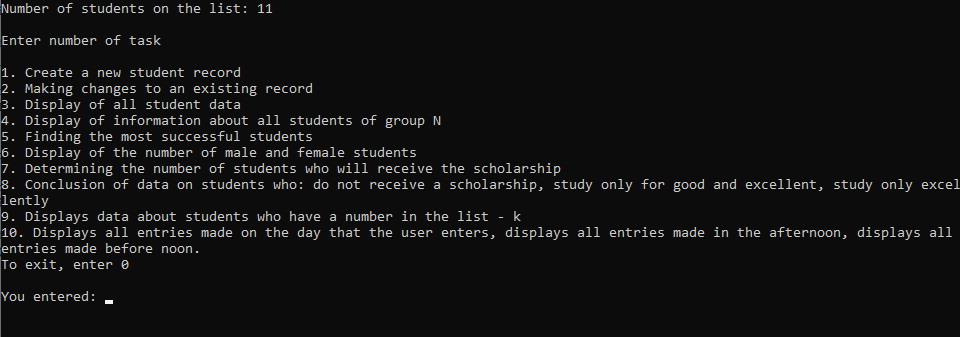 Number of students on the list: 11
Enter number of task
1. Create a new student record
2. Making changes to an existing record
3. Display of all student data
4. Display of information about all students of group N
5. Finding the most successful students
6. Display of the number of male and female students
7. Determining the number of students who will receive the scholarship
8. Conclusion of data on students who: do not receive a scholarship, study only for good and excellent, study only excel
lently
9. Displays data about students who have a number in the list - k
10. Displays all entries made on the day that the user enters, displays all entries made in the afternoon, displays all
entries made before noon.
To exit, enter 0
You entered: